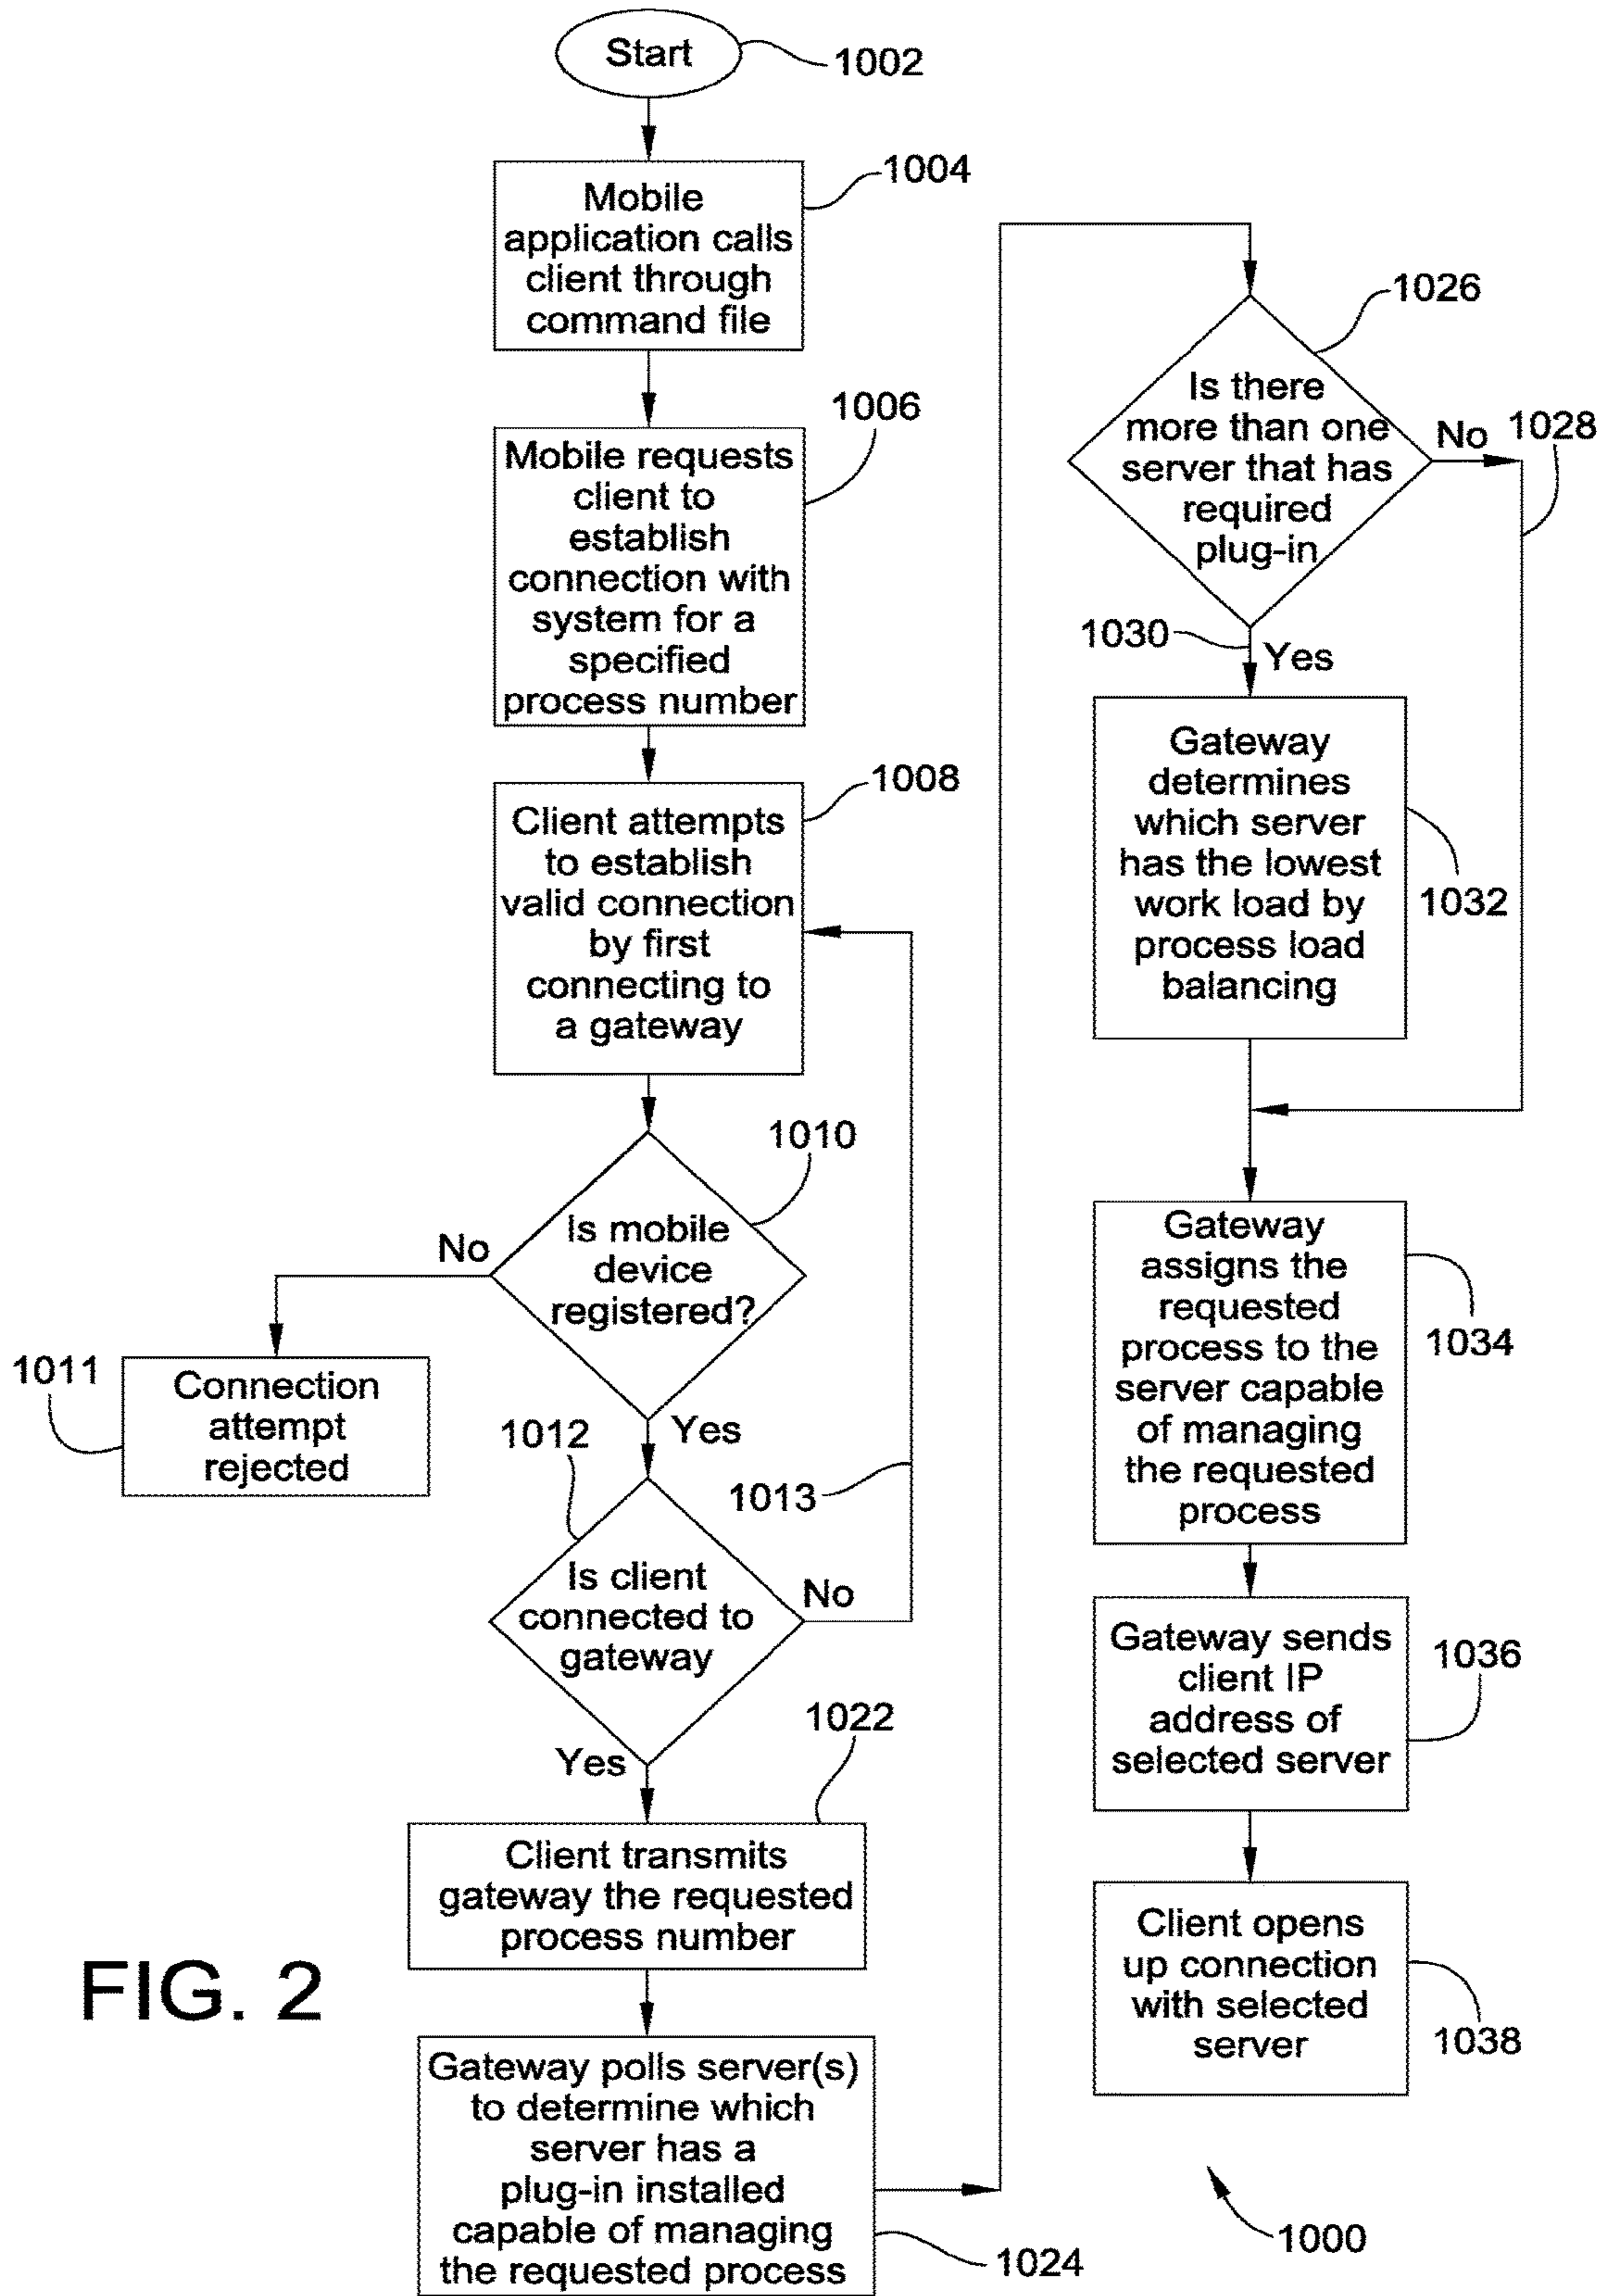 Start
1002
Mobile
application calls
client through
command file
1004
Mobile requests
client to
establish
connection with
system for a
specified
process number
1006
Client attempts
to establish
valid connection
by first
connecting to
a gateway
1008
Is mobile
device
registered?
1010
No
Connection
attempt
rejected
1011
Yes
1012
1013
Is client
connected to
gateway
No
Yes
1022
Client transmits
gateway the requested
process number
Gateway polls server(s)
to determine which
server has a
plug-in installed
capable of managing
the requested process
1024
1026
Is there
more than one
server that has
required
plug-in
No
1028
1030
Yes
Gateway
determines
which server
has the lowest
work load by
process load
balancing
1032
Gateway
assigns the
requested
process to the
server capable
of managing
the requested
process
1034
Gateway sends
client IP
address of
selected server
1036
Client opens
up connection
with selected
server
1038
1000
FIG. 2